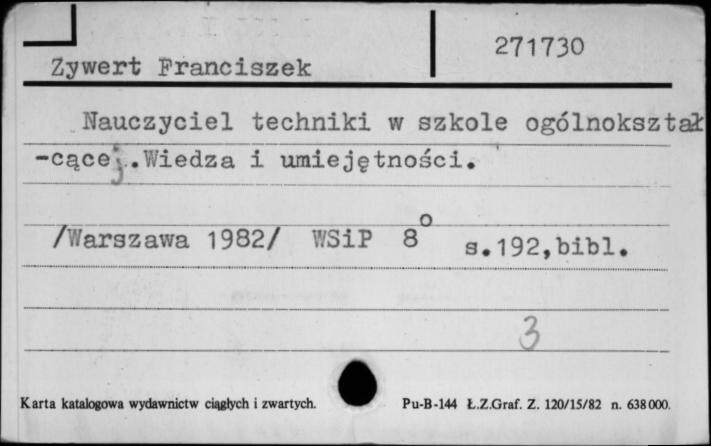 271730
Zywert Franciszek
Nauczyciel techniki w szkole ogólnokształ
-cącej.Wiedza i umiejętności.
/Warszawa 1982/ WSiP 8° s.192,bibl.
3
Karta katalogowa wydawnictw ciągłych i zwartych. Pu-B-144 Ł.Z.Graf. Z. 120/15/82 n. 638000.